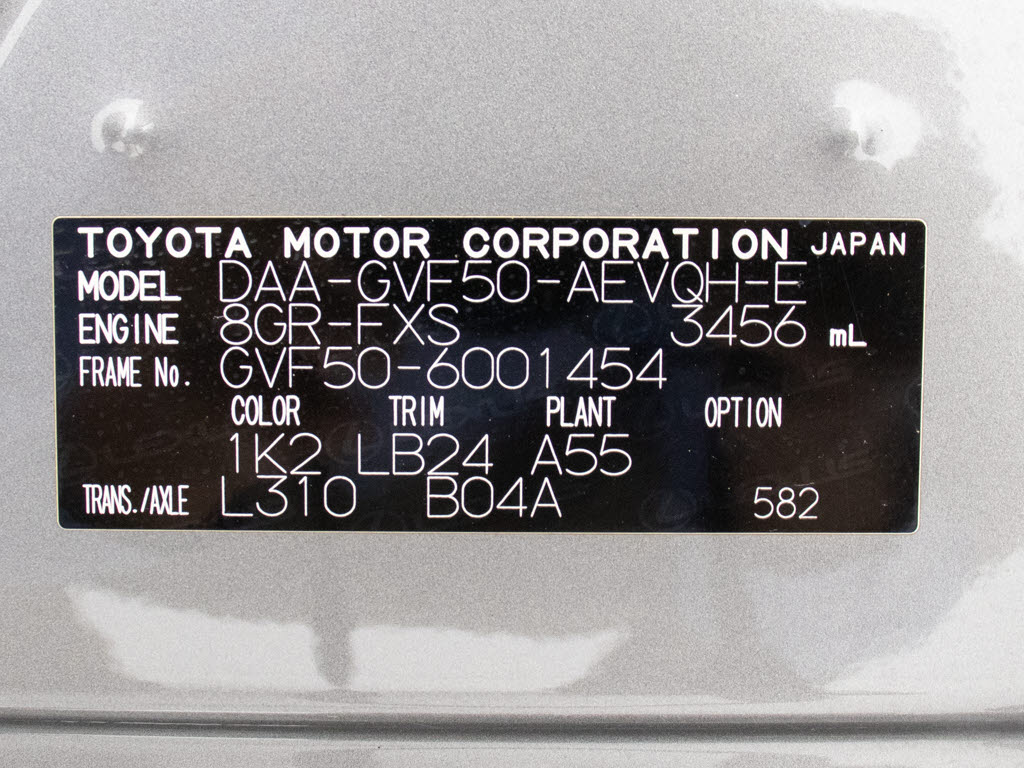 TOYOTA MOTOR CORPORATION JAPAN
MODEL DAA-GVF50-AEVQH-E
ENGINE 8GR-FXS 3456 mL
FRAME No. GVF50-6001454
COLOR TRIM PLANT OPTION
1K2 LB24 A55
TRANS./AXLE L310 B04A 582